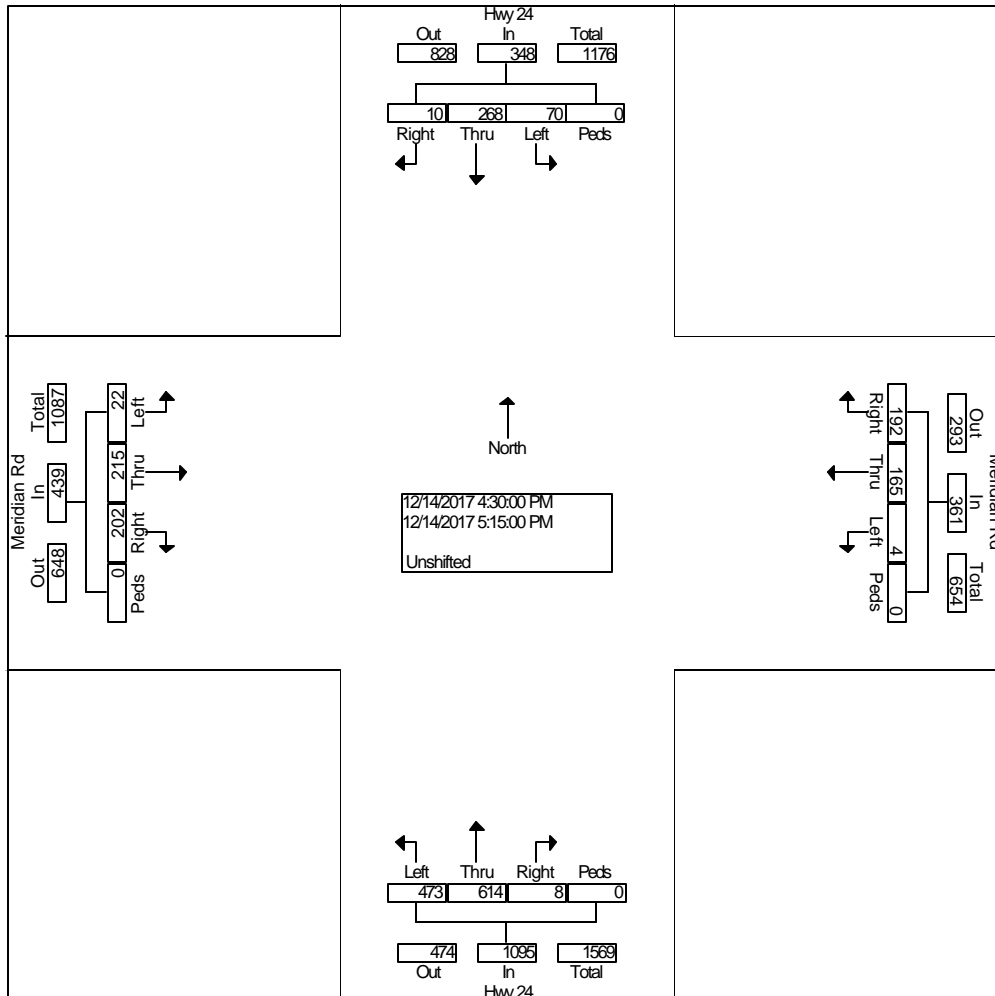 Hwy 24
Out In Total
828 348 1176
10 268 70 0
Right Thru Left Peds
Meridian Rd
Total In Out
1087 439 648
22 215 202 0
Left Thru Right Peds
North
12/14/2017 4:30:00 PM
12/14/2017 5:15:00 PM
Unshifted
Right Thru Left Peds
192 165 4 0
293 361 654
Out In Total
Meridian Rd
Left Thru Right Peds
473 614 8 0
474 1095 1569
Out In Total
Hwy 24